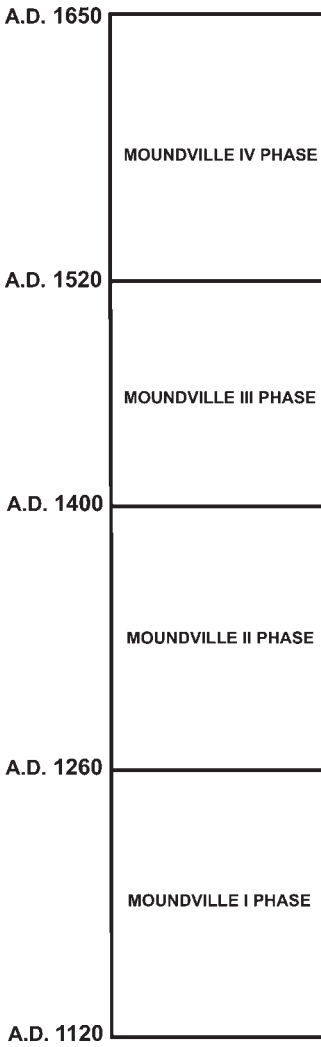 A.D. 1650
MOUNDVILLE IV PHASE
A.D. 1520
MOUNDVILLE III PHASE
A.D. 1400
MOUNDVILLE II PHASE
A.D. 1260
MOUNDVILLE I PHASE
A.D. 1120